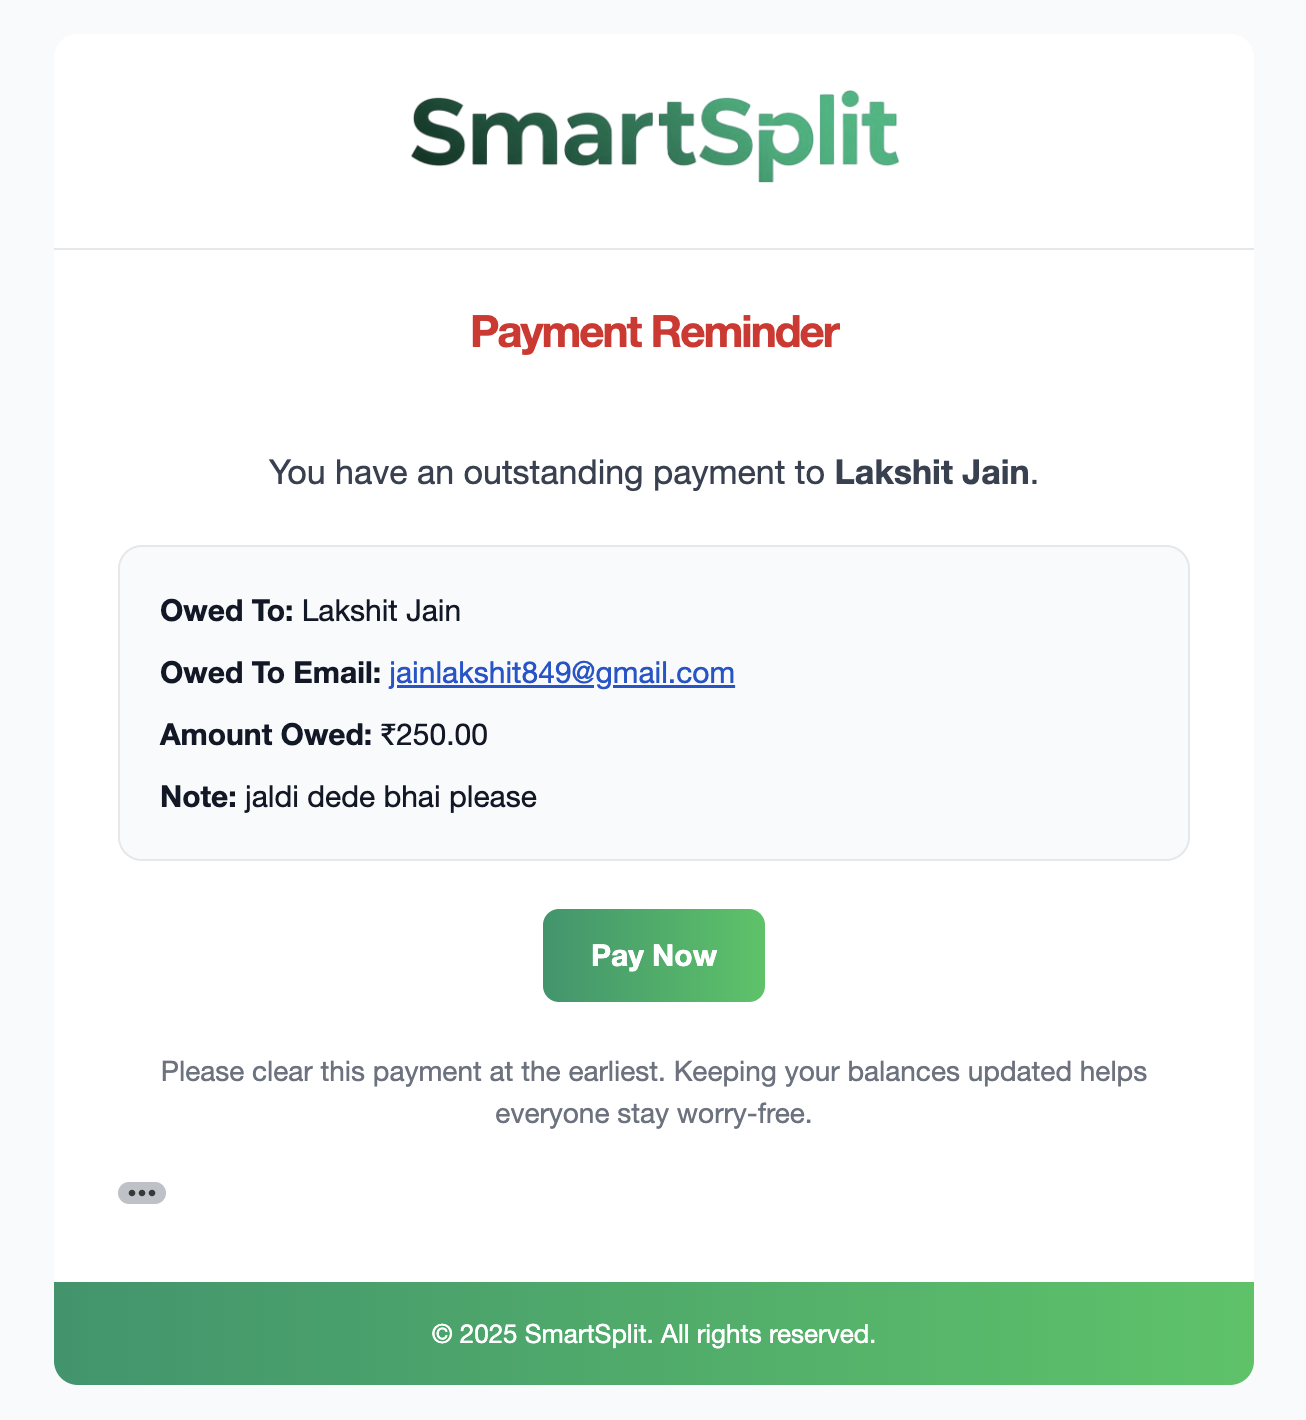 SmartSplit
Payment Reminder
You have an outstanding payment to Lakshit Jain.
Owed To: Lakshit Jain
Owed To Email: jainlakshit849@gmail.com
Amount Owed: ₹250.00
Note: jaldi dede bhai please
Pay Now
Please clear this payment at the earliest. Keeping your balances updated helps
everyone stay worry-free.
© 2025 SmartSplit. All rights reserved.